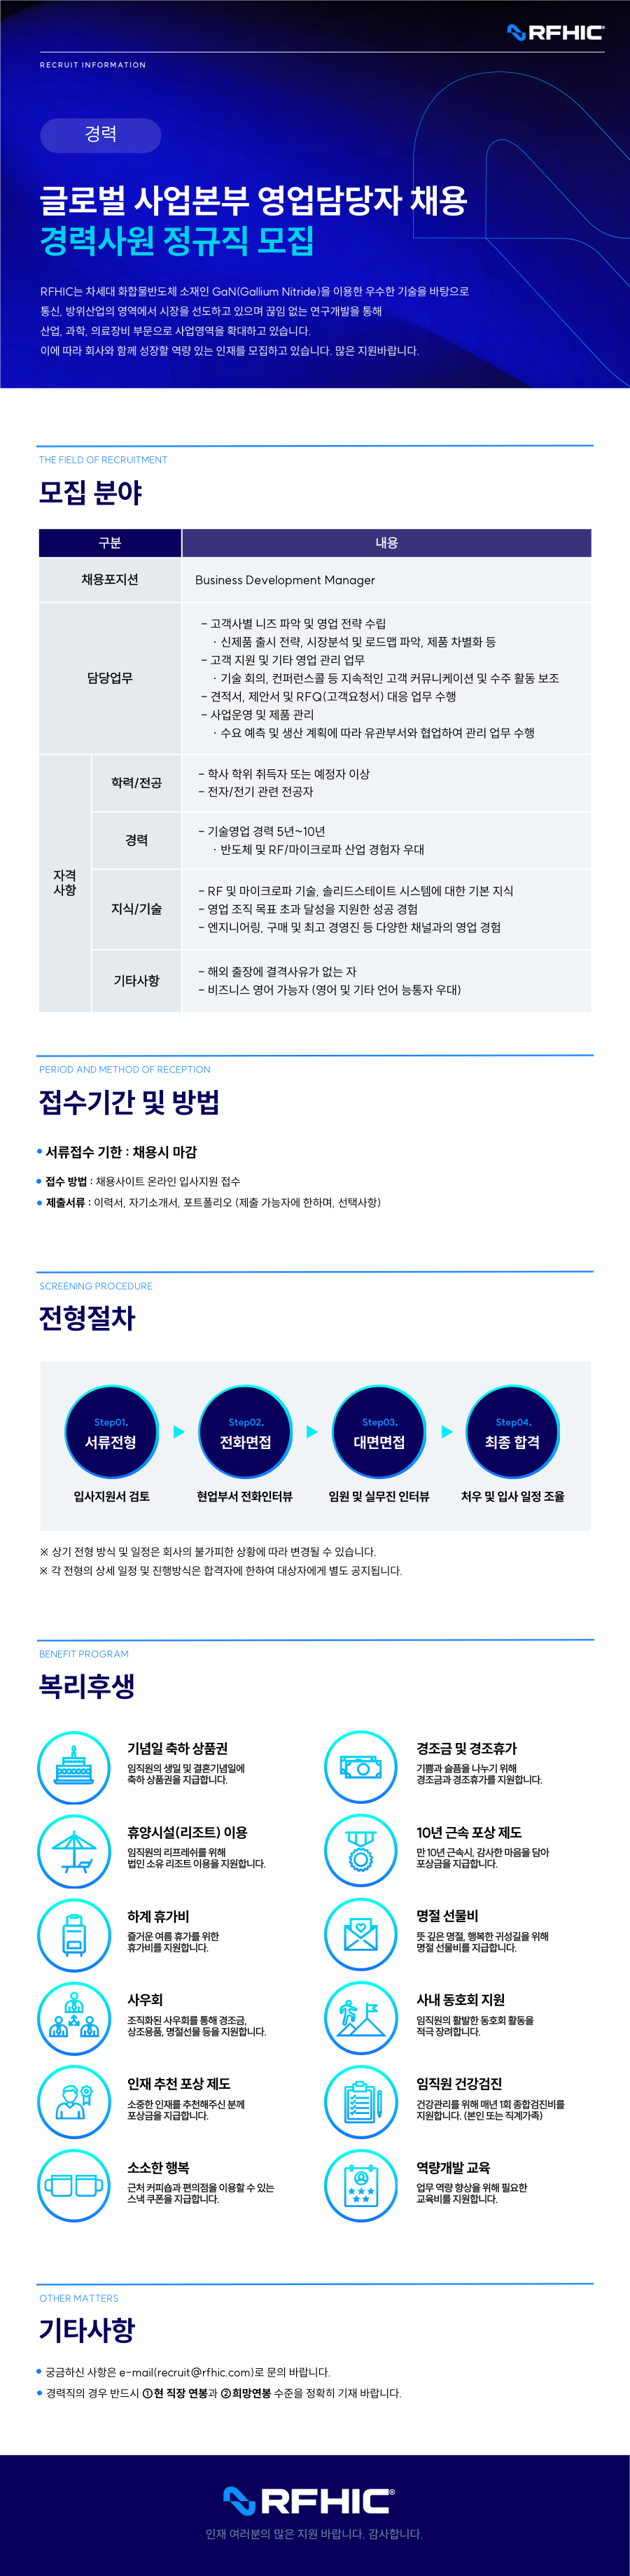 RFHIC®
RECRUIT INFORMATION
경력
글로벌 사업본부 영업담당자 채용
경력사원 정규직 모집
RFHIC는 차세대 화합물반도체 소재인 GaN(Gallium Nitride)을 이용한 우수한 기술을 바탕으로
통신, 방위산업의 영역에서 시장을 선도하고 있으며 끊임 없는 연구개발을 통해
산업, 과학, 의료장비 부문으로 사업영역을 확대하고 있습니다.
이에 따라 회사와 함께 성장할 역량 있는 인재를 모집하고 있습니다. 많은 지원바랍니다.
THE FIELD OF RECRUITMENT
모집 분야
구분
내용
채용포지션
Business Development Manager
담당업무
- 고객사별 니즈 파악 및 영업 전략 수립
· 신제품 출시 전략, 시장분석 및 로드맵 파악, 제품 차별화 등
- 고객 지원 및 기타 영업 관리 업무
· 기술 회의, 컨퍼런스콜 등 지속적인 고객 커뮤니케이션 및 수주 활동 보조
- 견적서, 제안서 및 RFQ(고객요청서) 대응 업무 수행
- 사업운영 및 제품 관리
· 수요 예측 및 생산 계획에 따라 유관부서와 협업하여 관리 업무 수행
자격
사항
학력/전공
- 학사 학위 취득자 또는 예정자 이상
- 전자/전기 관련 전공자
경력
- 기술영업 경력 5년~10년
· 반도체 및 RF/마이크로파 산업 경험자 우대
지식/기술
- RF 및 마이크로파 기술, 솔리드스테이트 시스템에 대한 기본 지식
- 영업 조직 목표 초과 달성을 지원한 성공 경험
- 엔지니어링, 구매 및 최고 경영진 등 다양한 채널과의 영업 경험
기타사항
- 해외 출장에 결격사유가 없는 자
- 비즈니스 영어 가능자 (영어 및 기타 언어 능통자 우대)
PERIOD AND METHOD OF RECEPTION
접수기간 및 방법
• 서류접수 기한 : 채용시 마감
• 접수 방법 : 채용사이트 온라인 입사지원 접수
• 제출서류 : 이력서, 자기소개서, 포트폴리오 (제출 가능자에 한하며, 선택사항)
SCREENING PROCEDURE
전형절차
Step01.
서류전형
입사지원서 검토
Step02.
전화면접
현업부서 전화인터뷰
Step03.
대면면접
임원 및 실무진 인터뷰
Step04.
최종 합격
처우 및 입사 일정 조율
※ 상기 전형 방식 및 일정은 회사의 불가피한 상황에 따라 변경될 수 있습니다.
※ 각 전형의 상세 일정 및 진행방식은 합격자에 한하여 대상자에게 별도 공지됩니다.
BENEFIT PROGRAM
복리후생
기념일 축하 상품권
임직원의 생일 및 결혼기념일에
축하 상품권을 지급합니다.
경조금 및 경조휴가
기쁨과 슬픔을 나누기 위해
경조금과 경조휴가를 지원합니다.
휴양시설(리조트) 이용
임직원의 리프레쉬를 위해
법인 소유 리조트 이용을 지원합니다.
10년 근속 포상 제도
만 10년 근속시, 감사한 마음을 담아
포상금을 지급합니다.
하계 휴가비
즐거운 여름 휴가를 위한
휴가비를 지원합니다.
명절 선물비
뜻 깊은 명절, 행복한 귀성길을 위해
명절 선물비를 지급합니다.
사우회
조직화된 사우회를 통해 경조금,
상조용품, 명절선물 등을 지원합니다.
사내 동호회 지원
임직원의 활발한 동호회 활동을
적극 장려합니다.
인재 추천 포상 제도
소중한 인재를 추천해주신 분께
포상금을 지급합니다.
임직원 건강검진
건강관리를 위해 매년 1회 종합검진비를
지원합니다. (본인 또는 직계가족)
소소한 행복
근처 커피숍과 편의점을 이용할 수 있는
스낵 쿠폰을 지급합니다.
역량개발 교육
업무 역량 향상을 위해 필요한
교육비를 지원합니다.
OTHER MATTERS
기타사항
• 궁금하신 사항은 e-mail(recruit@rfhic.com)로 문의 바랍니다.
• 경력직의 경우 반드시 ①현 직장 연봉과 ②희망연봉 수준을 정확히 기재 바랍니다.
RFHIC®
인재 여러분의 많은 지원 바랍니다. 감사합니다.